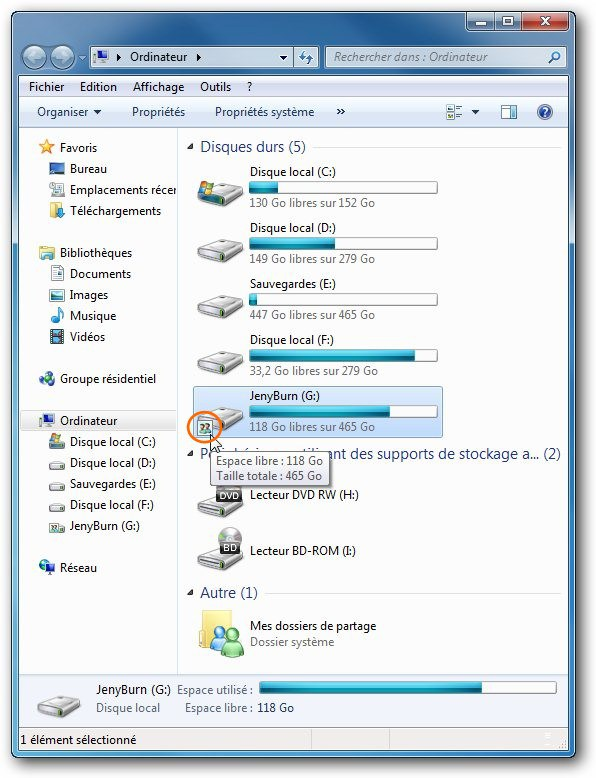 Ordinateur
Rechercher dans : Ordinateur
Fichier Edition Affichage Outils ?
Organiser Propriétés Propriétés système »
Favoris
Bureau
Emplacements récer
Téléchargements
Bibliothèques
Documents
Images
Musique
Vidéos
Groupe résidentiel
Ordinateur
Disque local (C:)
Disque local (D:)
Sauvegardes (E:)
Disque local (F:)
JenyBurn (G:)
Réseau
Disques durs (5)
Disque local (C:)
130 Go libres sur 152 Go
Disque local (D:)
149 Go libres sur 279 Go
Sauvegardes (E:)
447 Go libres sur 465 Go
Disque local (F:)
33,2 Go libres sur 279 Go
JenyBurn (G:)
118 Go libres sur 465 Go
des supports de stockage a... (2)
Espace libre : 118 Go
Taille totale : 465 Go
DVD
Lecteur DVD RW (H:)
BD
Lecteur BD-ROM (I:)
Autre (1)
Mes dossiers de partage
Dossier système
JenyBurn (G:) Espace utilisé :
Disque local Espace libre : 118 Go
1 élément sélectionné